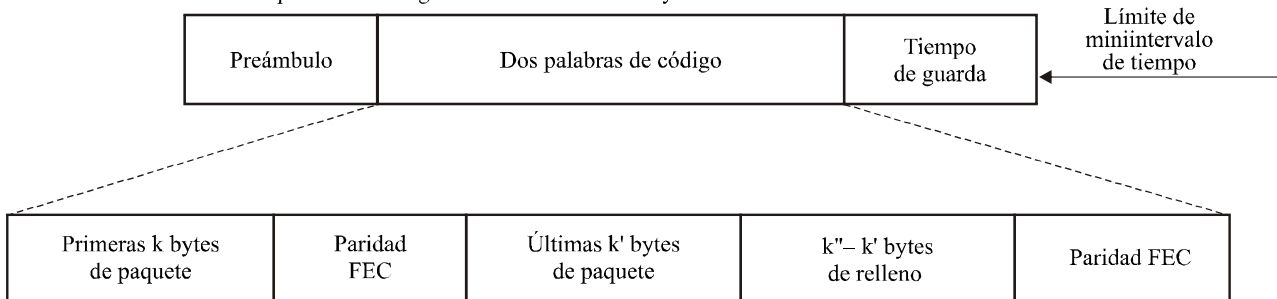 Preámbulo
Dos palabras de código
Tiempo
de guarda
Límite de
miniintervalo
de tiempo
Primeras k bytes
de paquete
Paridad
FEC
Últimas k' bytes
de paquete
k"– k' bytes
de relleno
Paridad FEC